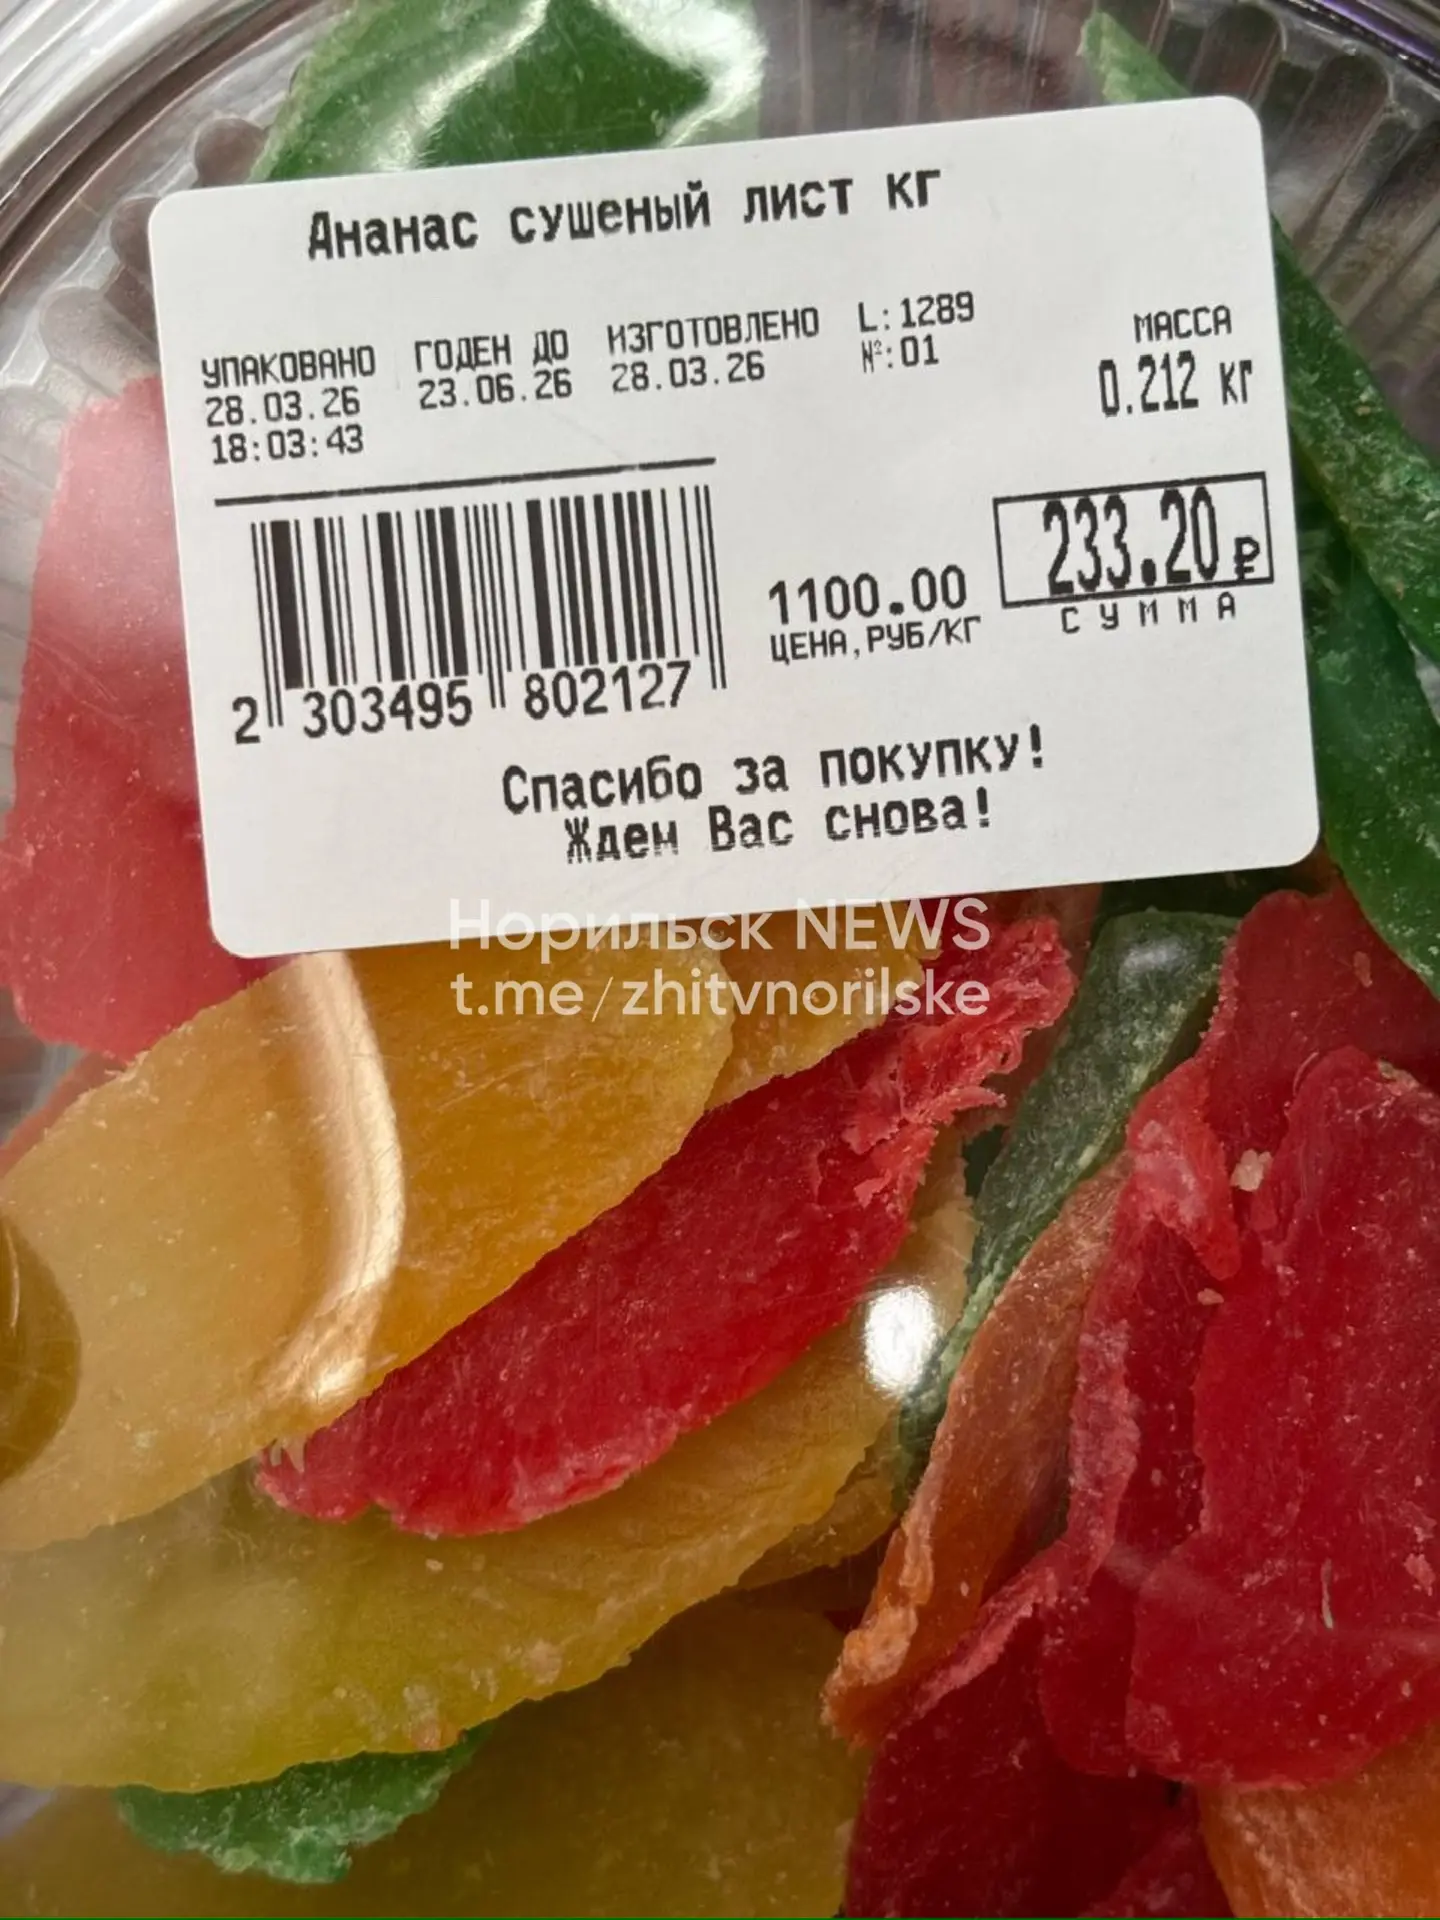 Ананас сушеный лист кг
УПАКОВАНО ГОДЕН ДО ИЗГОТОВЛЕНО L:1289
28.03.26 23.06.26 28.03.26 №:01
18:03:43
МАССА
0.212 кг
233.20₽
СУММА
1100.00
ЦЕНА,РУБ/КГ
2 303495 802127
Спасибо за покупку!
Ждем Вас снова!
Норильск NEWS
t.me/zhitvnorilske